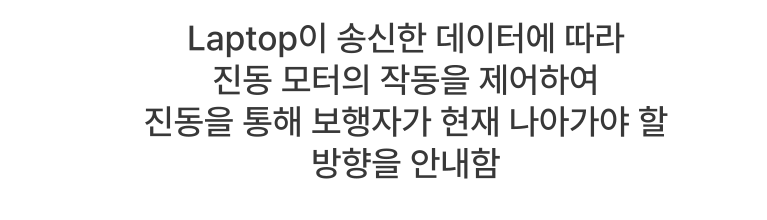 Laptop이 송신한 데이터에 따라
진동 모터의 작동을 제어하여
진동을 통해 보행자가 현재 나아가야 할
방향을 안내함